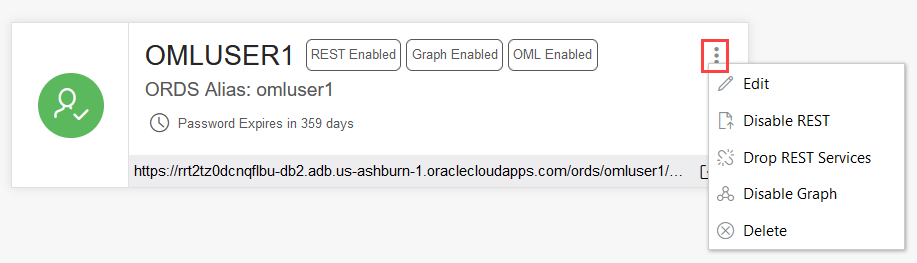 OMLUSER1 REST Enabled Graph Enabled OML Enabled
ORDS Alias: omluser1
Password Expires in 359 days
https://rrt2tz0dcnqflbu-db2.adb.us-ashburn-1.oraclecloudapps.com/ords/omluser1/...
Edit
Disable REST
Drop REST Services
Disable Graph
Delete